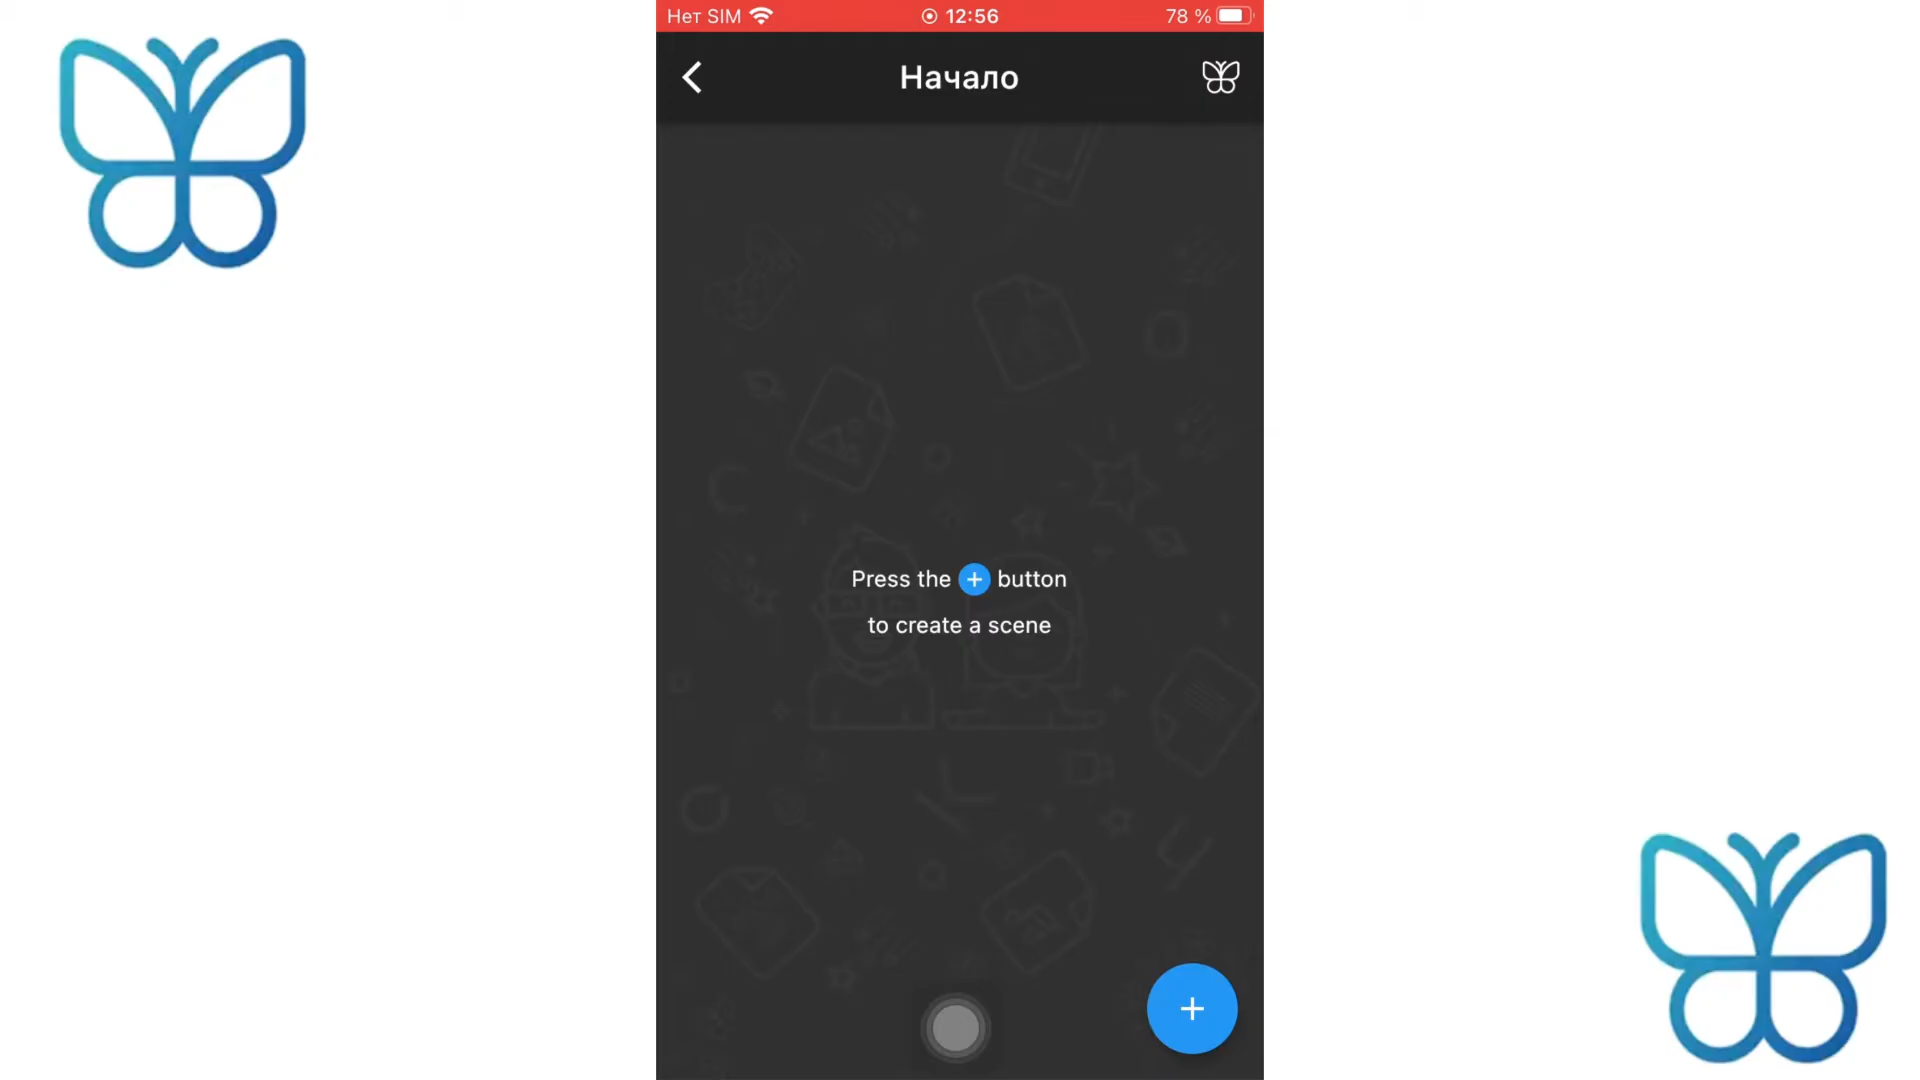 Нет SIM 12:56 78 %
Начало
Press the + button
to create a scene
+